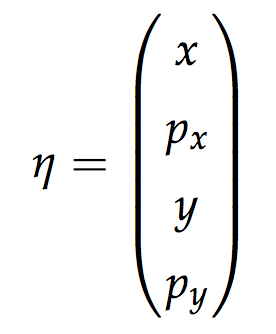 η = ( x
p_x
y
p_y )